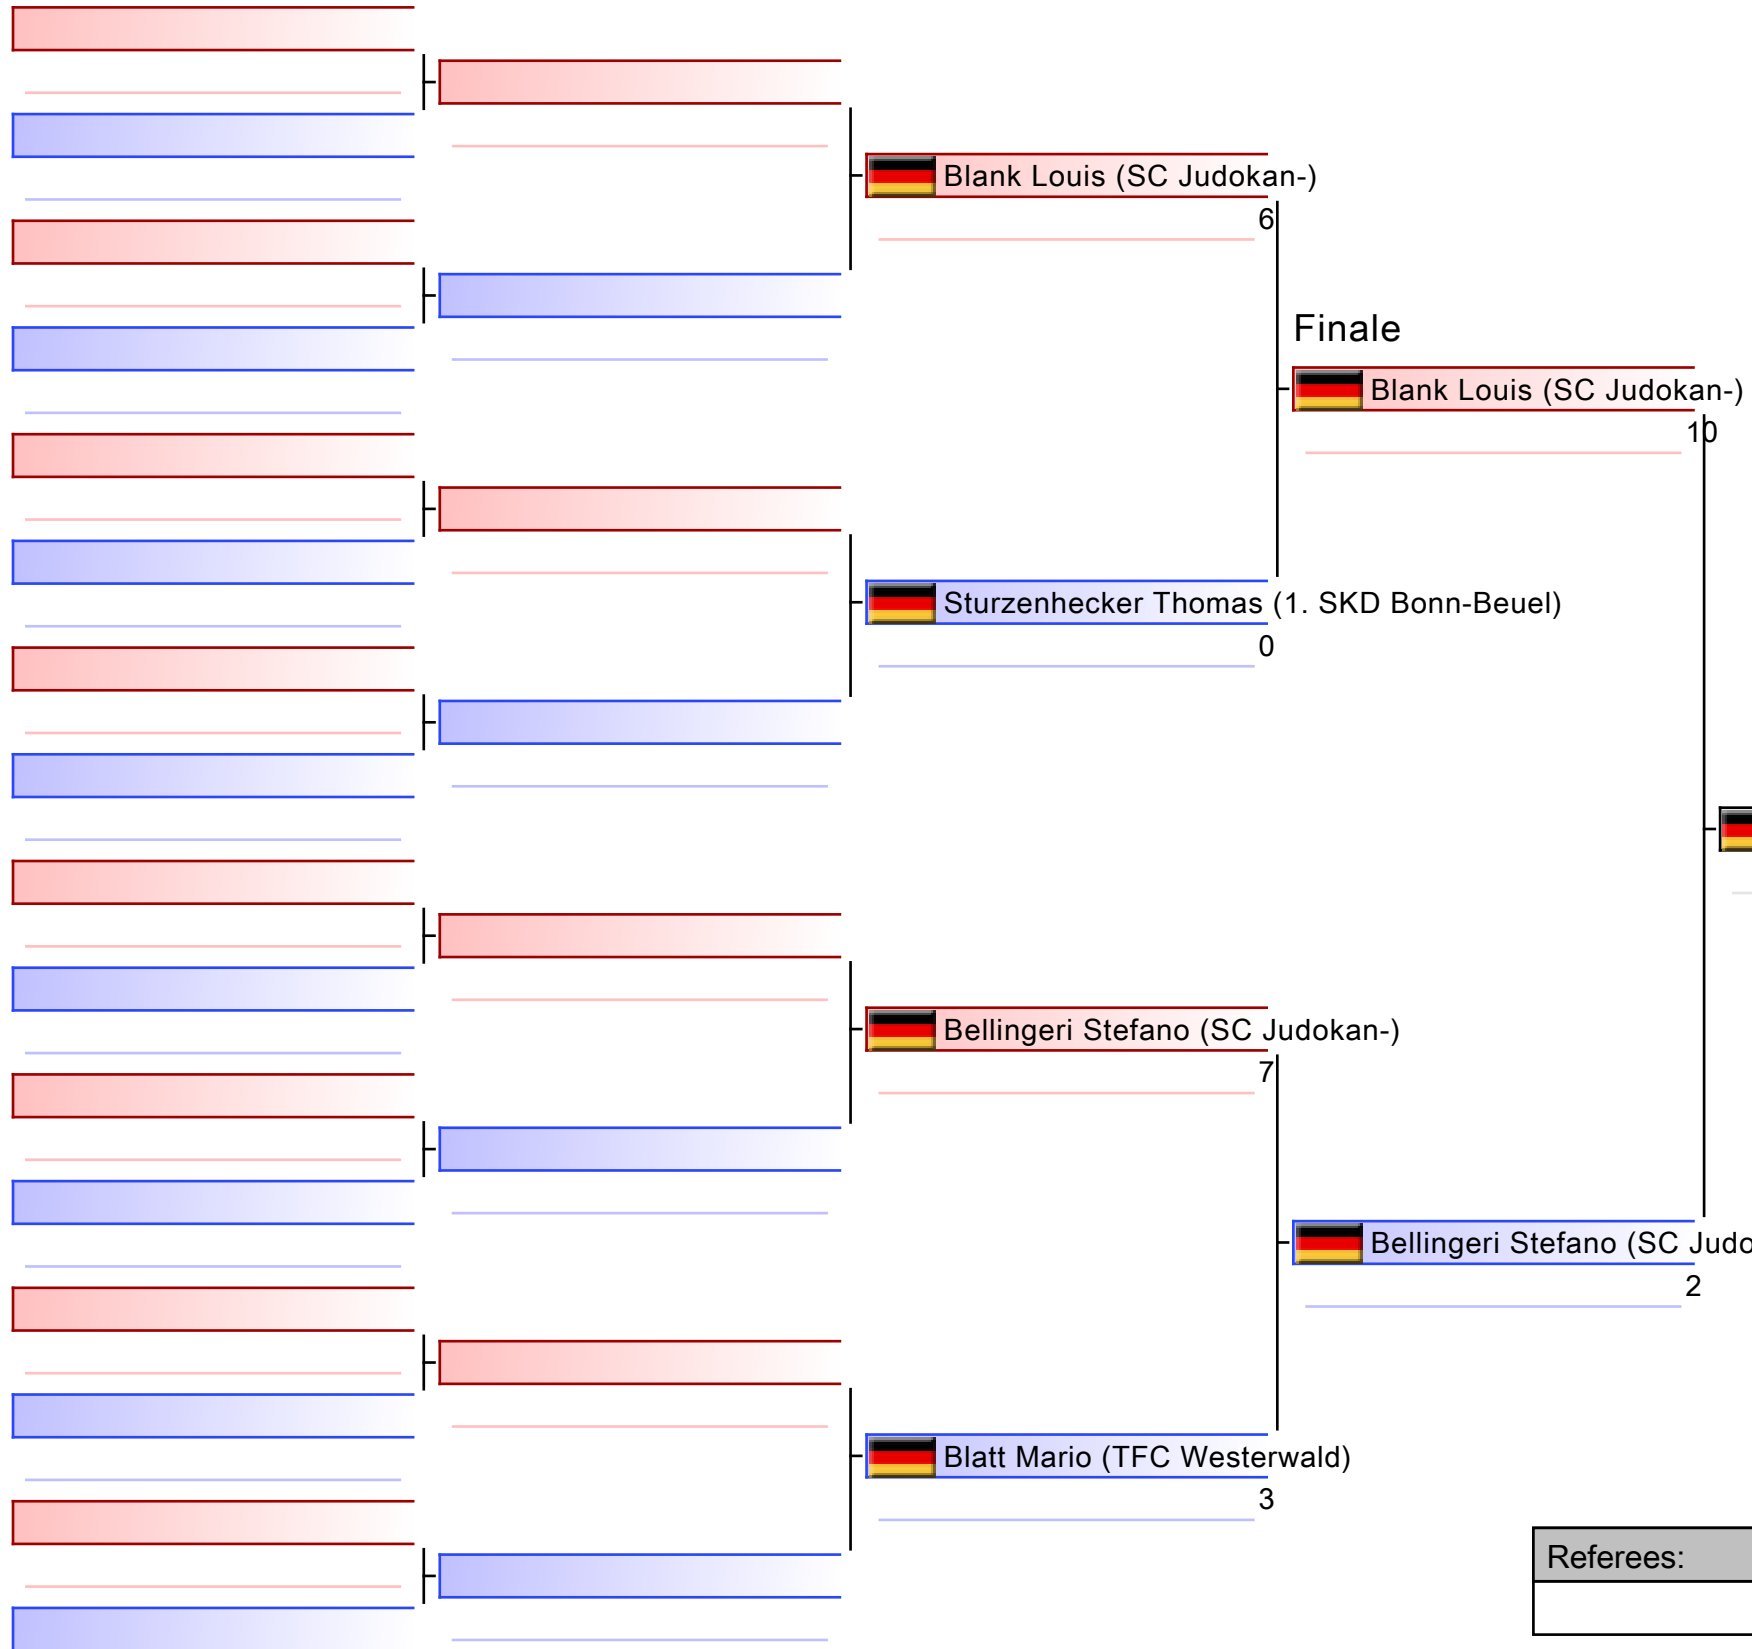 Blank Louis (SC Judokan-)
6
Finale
Blank Louis (SC Judokan-)
10
Sturzenhecker Thomas (1. SKD Bonn-Beuel)
0
Bellingeri Stefano (SC Judokan-)
7
Bellingeri Stefano (SC Judo
2
Blatt Mario (TFC Westerwald)
3
Referees: